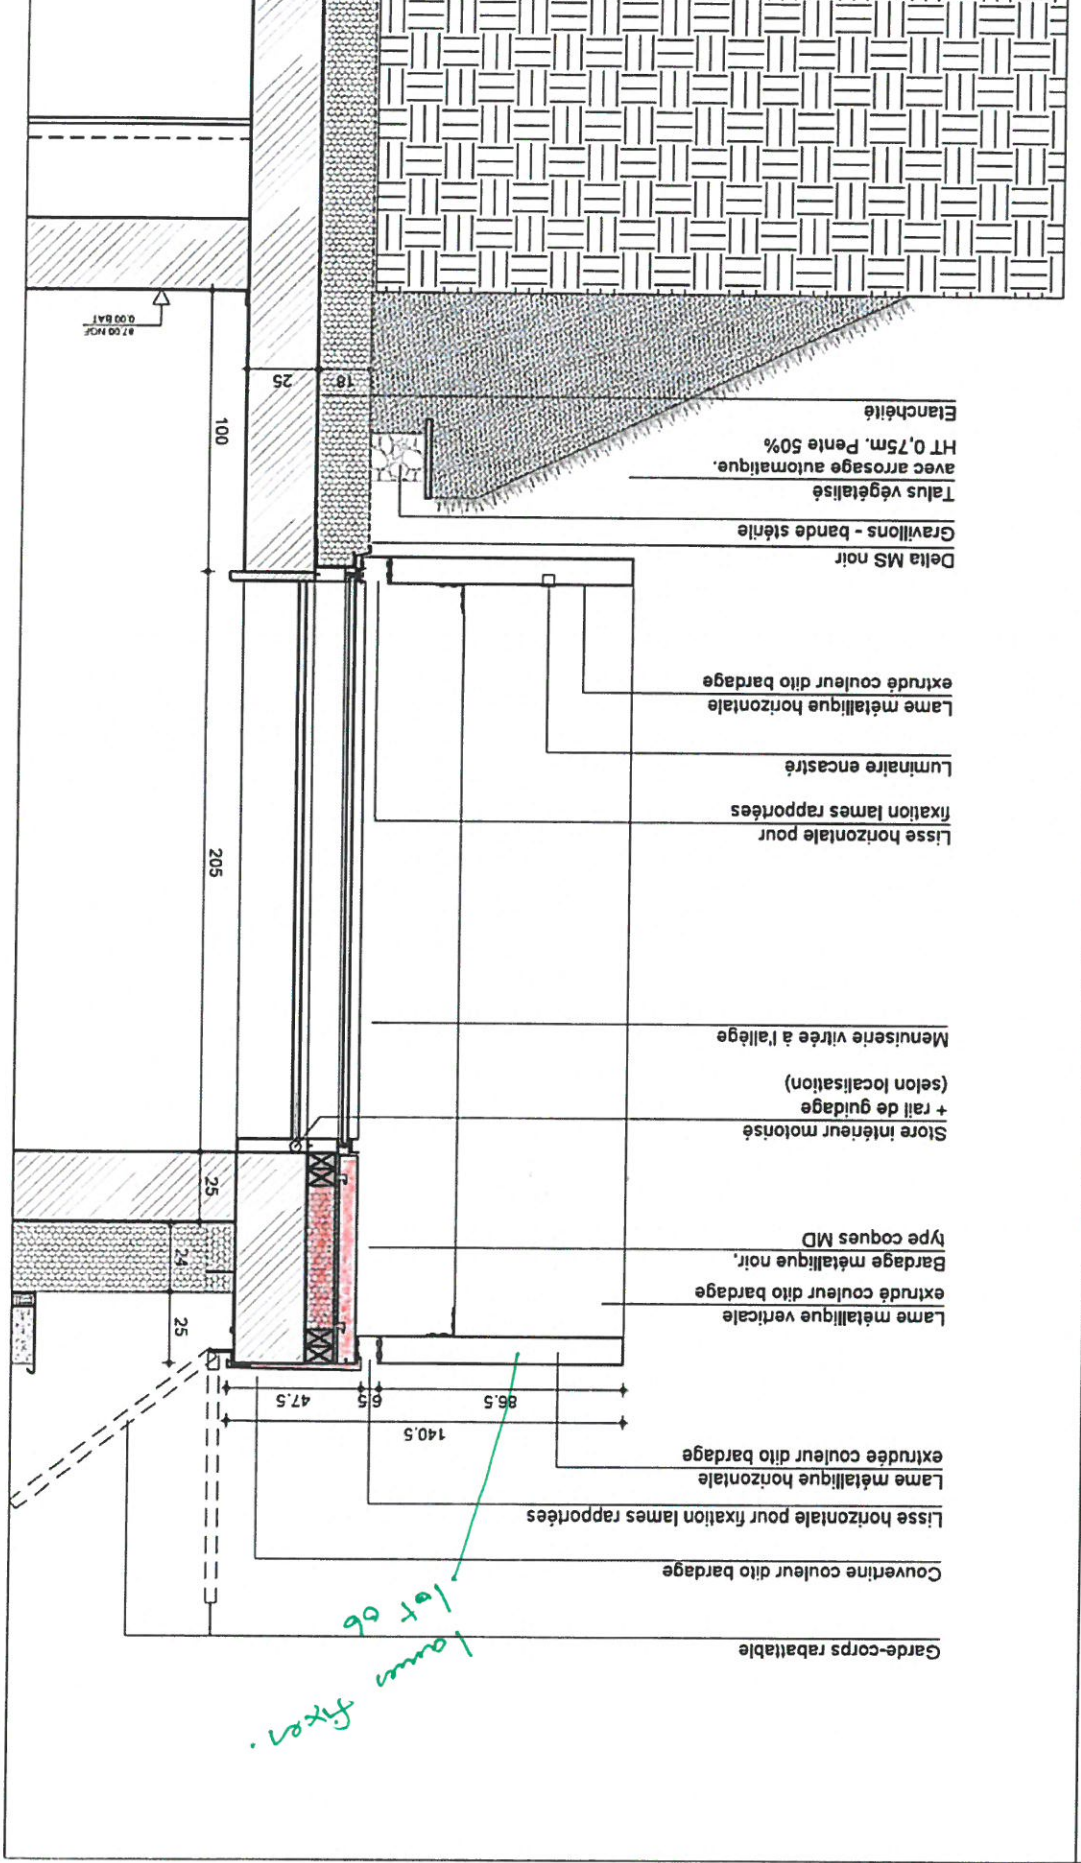 lames fixes.
lot 06
Garde-corps rabattable
Couvertine couleur dito bardage
Lisse horizontale pour fixation lames rapportées
Lame métallique horizontale
extrudée couleur dito bardage
140.5
86.5
6.5
47.5
Lame métallique verticale
extrudé couleur dito bardage
Bardage métallique noir,
type coques MD
25
24
25
Store intérieur motorisé
+ rail de guidage
(selon localisation)
Menuiserie vitrée à l'allège
205
Lisse horizontale pour
fixation lames rapportées
Luminaire encastré
Lame métallique horizontale
extrudé couleur dito bardage
Delta MS noir
Gravillons - bande stérile
Talus végétalisé
avec arrosage automatique.
HT 0,75m. Pente 50%
Etanchéité
100
18
25
87.00 NGF
0.00 BAT